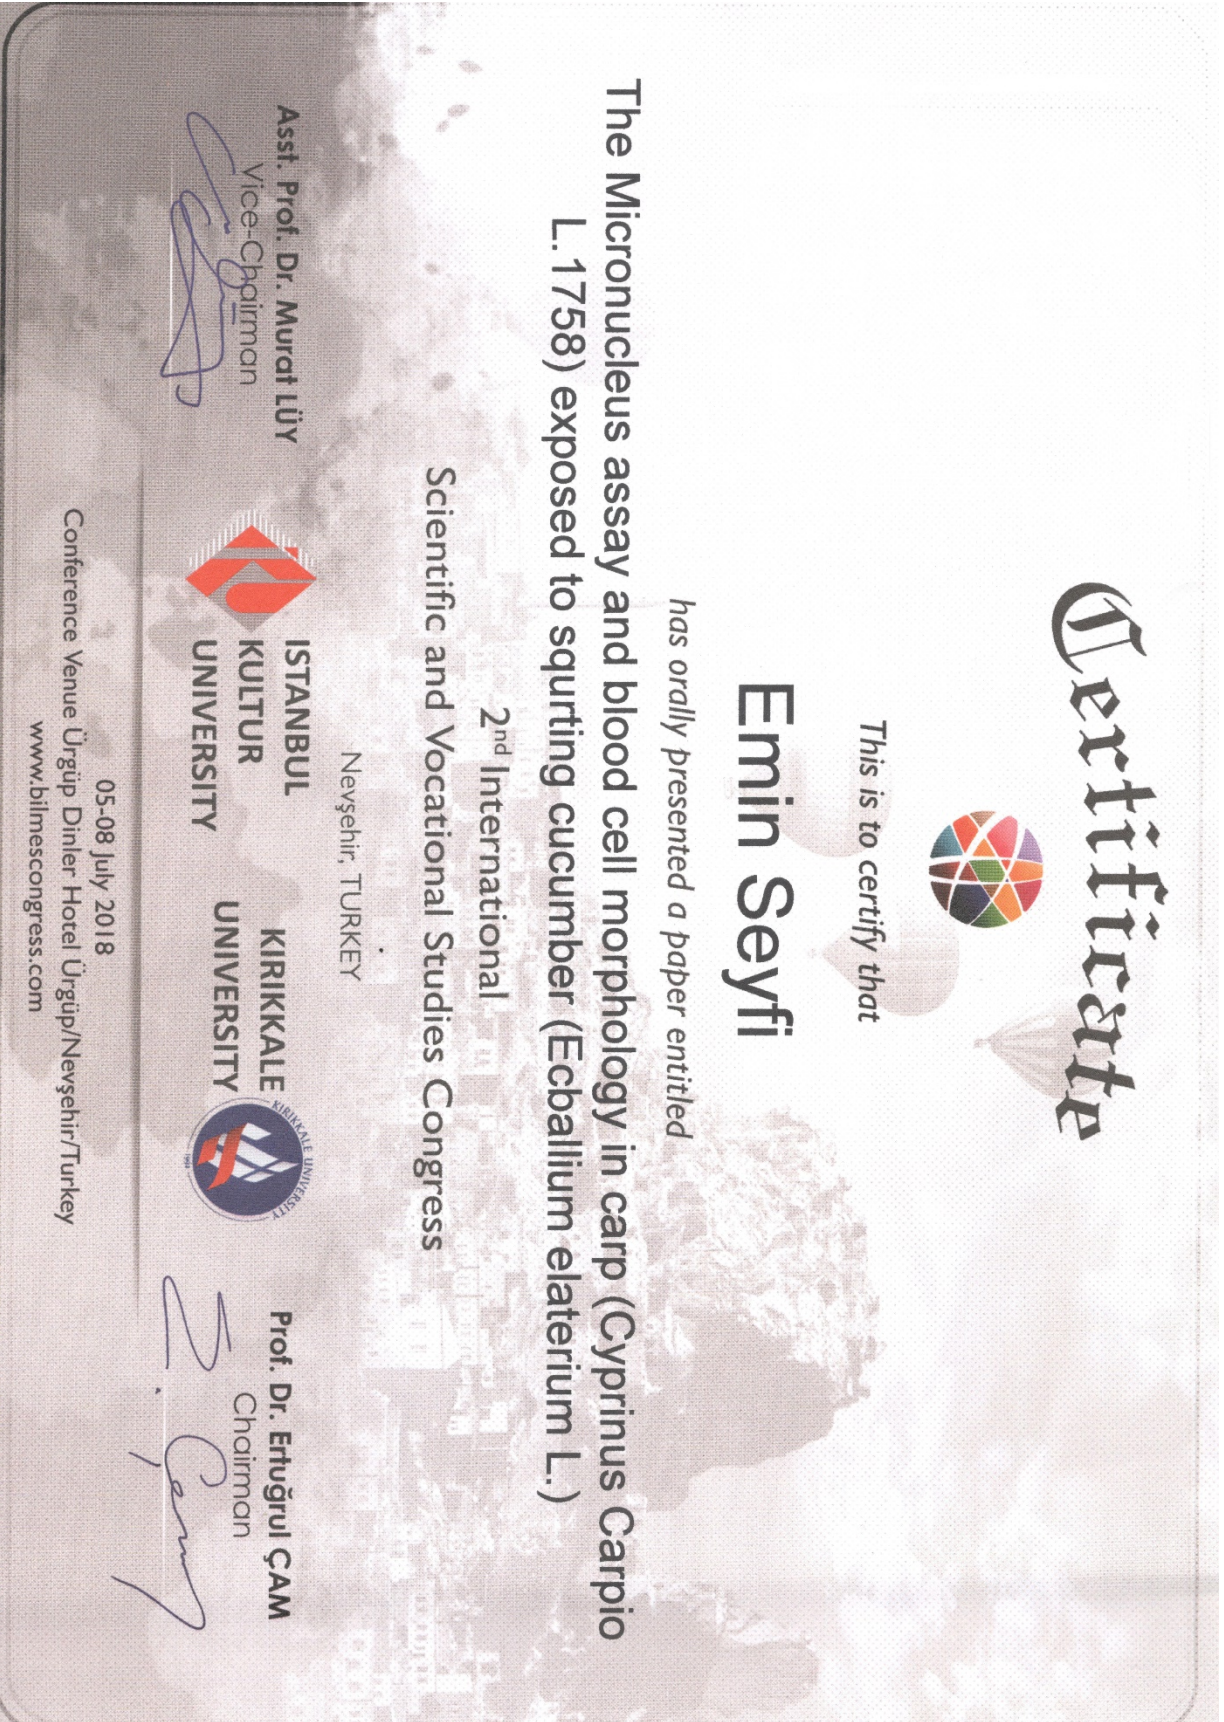 Certificate
This is to certify that
Emin Seyfi
has orally presented a paper entitled
The Micronucleus assay and blood cell morphology in carp (Cyprinus Carpio
L.1758) exposed to squrting cucumber (Ecballium elaterium L.)
2nd International
Scientific and Vocational Studies Congress
Nevşehir, TURKEY
Asst. Prof. Dr. Murat LÜY
Vice-Chairman
ISTANBUL
KULTUR
UNIVERSITY
KIRIKKALE
UNIVERSITY
KIRIKKALE UNIVERSITY
Prof. Dr. Ertuğrul ÇAM
Chairman
05-08 July 2018
Conference Venue Ürgüp Dinler Hotel Ürgüp/Nevşehir/Turkey
www.bilmescongress.com